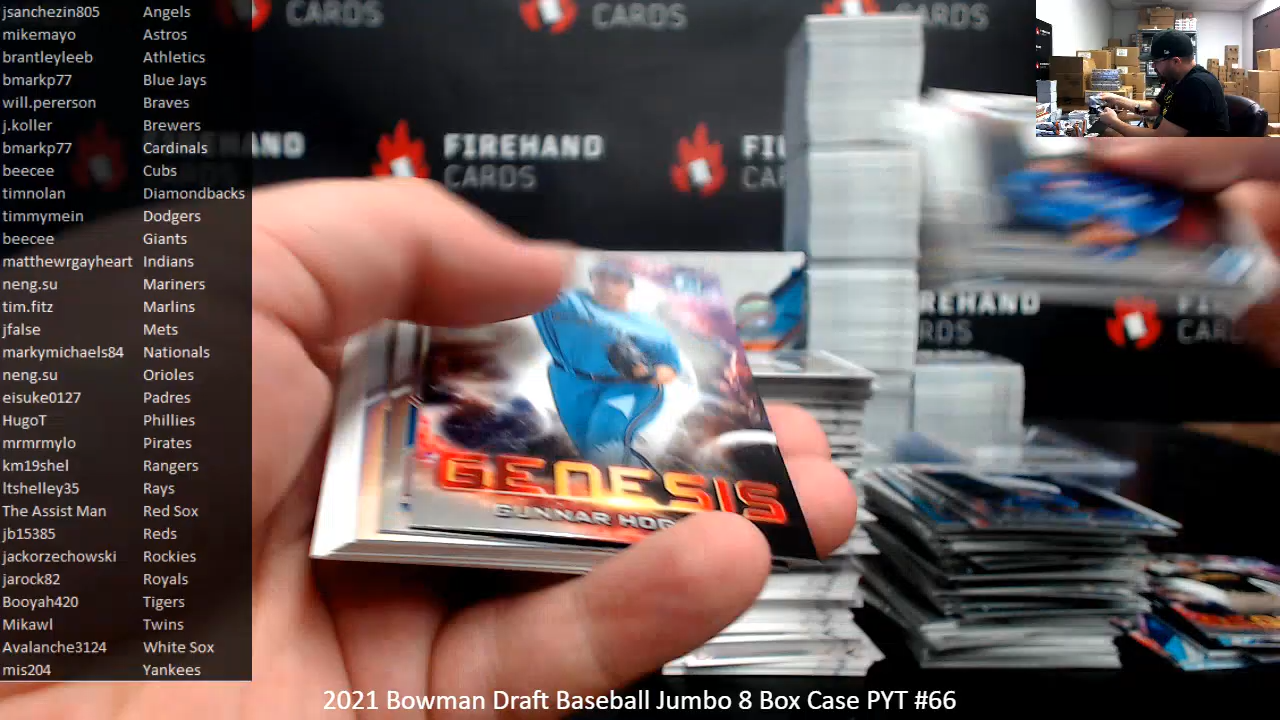 jsanchezin805 Angels
mikemayo Astros
brantleyleeb Athletics
bmarkp77 Blue Jays
will.pererson Braves
j.koller Brewers
bmarkp77 Cardinals
beecee Cubs
timnolan Diamondbacks
timmymein Dodgers
beecee Giants
matthewrgayheart Indians
neng.su Mariners
tim.fitz Marlins
jfalse Mets
markymichaels84 Nationals
neng.su Orioles
eisuke0127 Padres
HugoT Phillies
mrmrmylo Pirates
km19shel Rangers
ltshelley35 Rays
The Assist Man Red Sox
jb15385 Reds
jackorzechowski Rockies
jarock82 Royals
Booyah420 Tigers
Mikawl Twins
Avalanche3124 White Sox
mis204 Yankees
CARDS
CARDS
FIREHAND
CARDS
GENESIS
GUNNAR
2021 Bowman Draft Baseball Jumbo 8 Box Case PYT #66